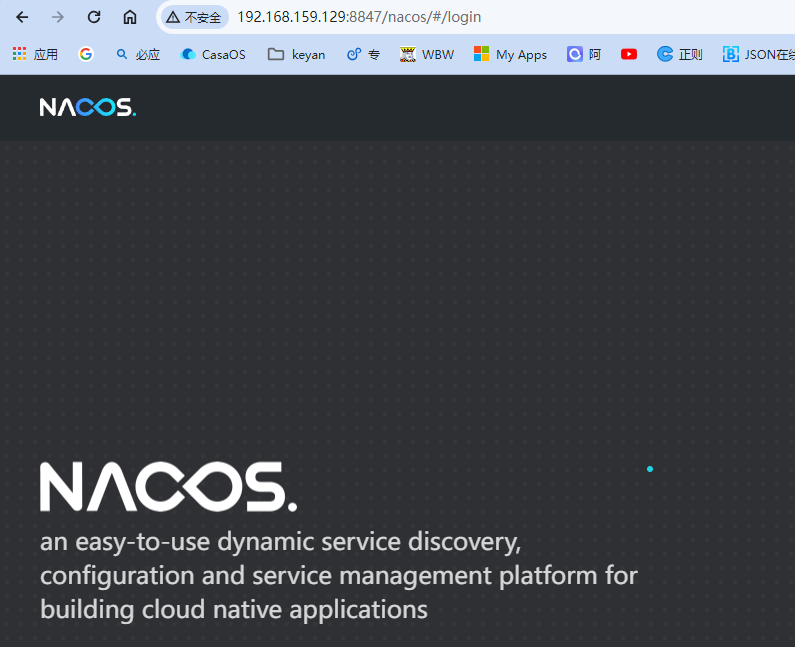 不安全 192.168.159.129:8847/nacos/#/login
应用 必应 CasaOS keyan 专 WBW My Apps 阿 正则 JSON在线
NACOS.
NACOS.
an easy-to-use dynamic service discovery,
configuration and service management platform for
building cloud native applications